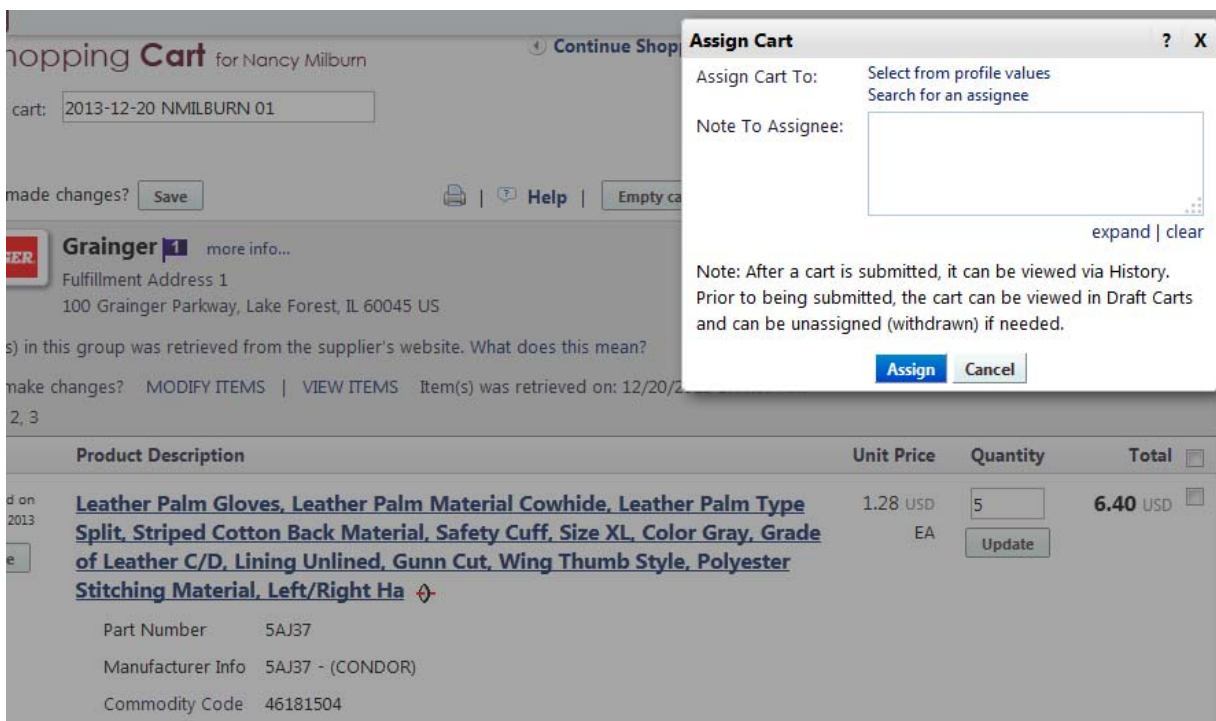 hopping Cart for Nancy Milburn
Continue Shopp
cart: 2013-12-20 NMILBURN 01
made changes? Save
| ? Help | Empty ca
GER
Grainger 1 more info...
Fulfillment Address 1
100 Grainger Parkway, Lake Forest, IL 60045 US
s) in this group was retrieved from the supplier's website. What does this mean?
make changes? MODIFY ITEMS | VIEW ITEMS Item(s) was retrieved on: 12/20/2
2, 3
Assign Cart ? X
Assign Cart To: Select from profile values
Search for an assignee
Note To Assignee:
expand | clear
Note: After a cart is submitted, it can be viewed via History.
Prior to being submitted, the cart can be viewed in Draft Carts
and can be unassigned (withdrawn) if needed.
Assign Cancel
Product Description Unit Price Quantity Total
d on
2013
e
Leather Palm Gloves, Leather Palm Material Cowhide, Leather Palm Type
Split, Striped Cotton Back Material, Safety Cuff, Size XL, Color Gray, Grade
of Leather C/D, Lining Unlined, Gunn Cut, Wing Thumb Style, Polyester
Stitching Material, Left/Right Ha
1.28 USD 5 6.40 USD
EA Update
Part Number 5AJ37
Manufacturer Info 5AJ37 - (CONDOR)
Commodity Code 46181504